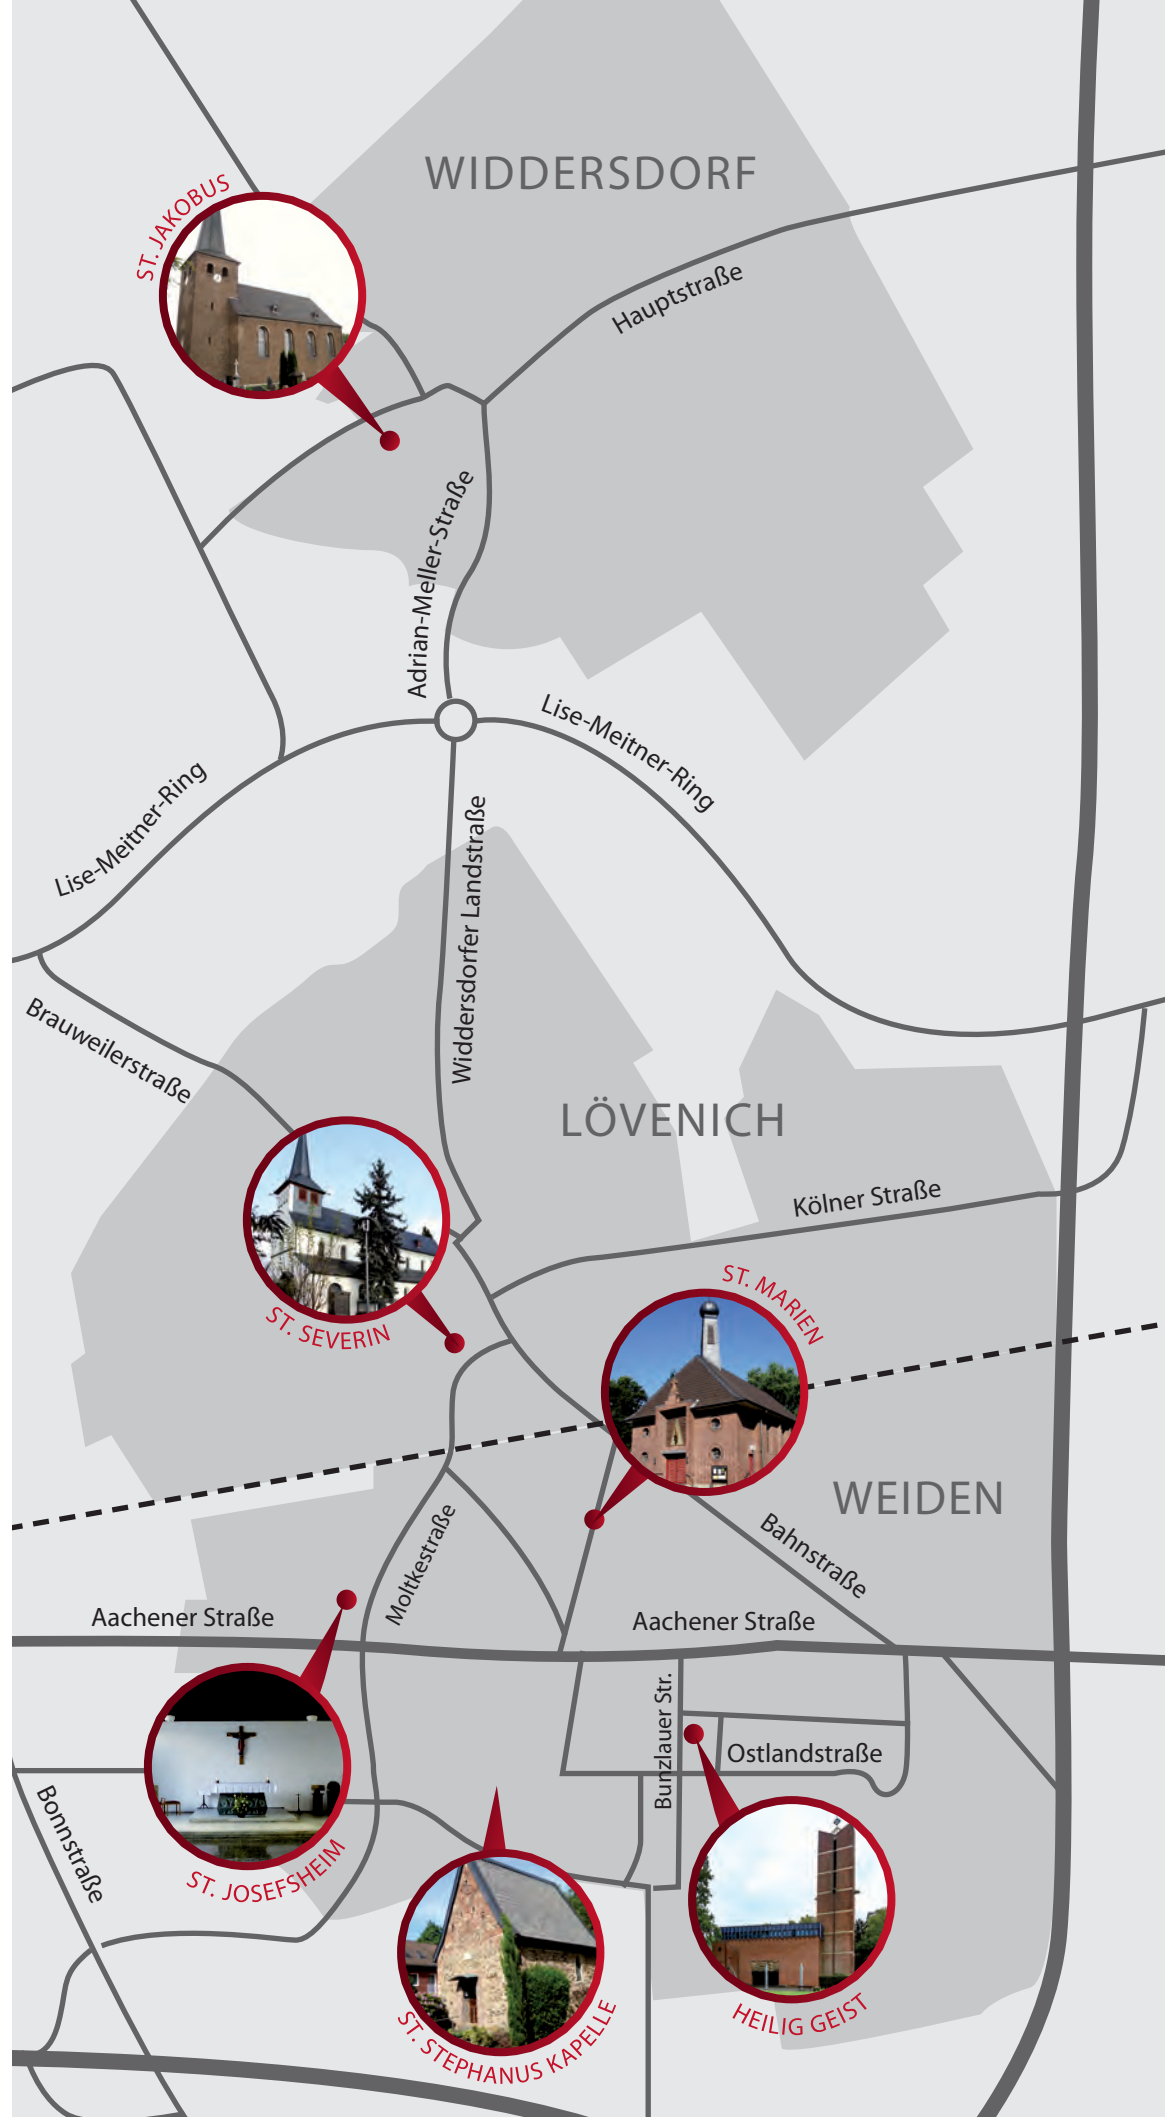 WIDDERSDORF
ST. JAKOBUS
Hauptstraße
Adrian-Meller-Straße
Lise-Meitner-Ring
Lise-Meitner-Ring
Widdersdorfer Landstraße
Brauweilerstraße
LÖVENICH
Kölner Straße
ST. MARIEN
ST. SEVERIN
WEIDEN
Bahnstraße
Moltkestraße
Aachener Straße
Aachener Straße
Bunzlauer Str.
Ostlandstraße
Bonnstraße
ST. JOSEFSHEIM
HEILIG GEIST
ST. STEPHANUS KAPELLE